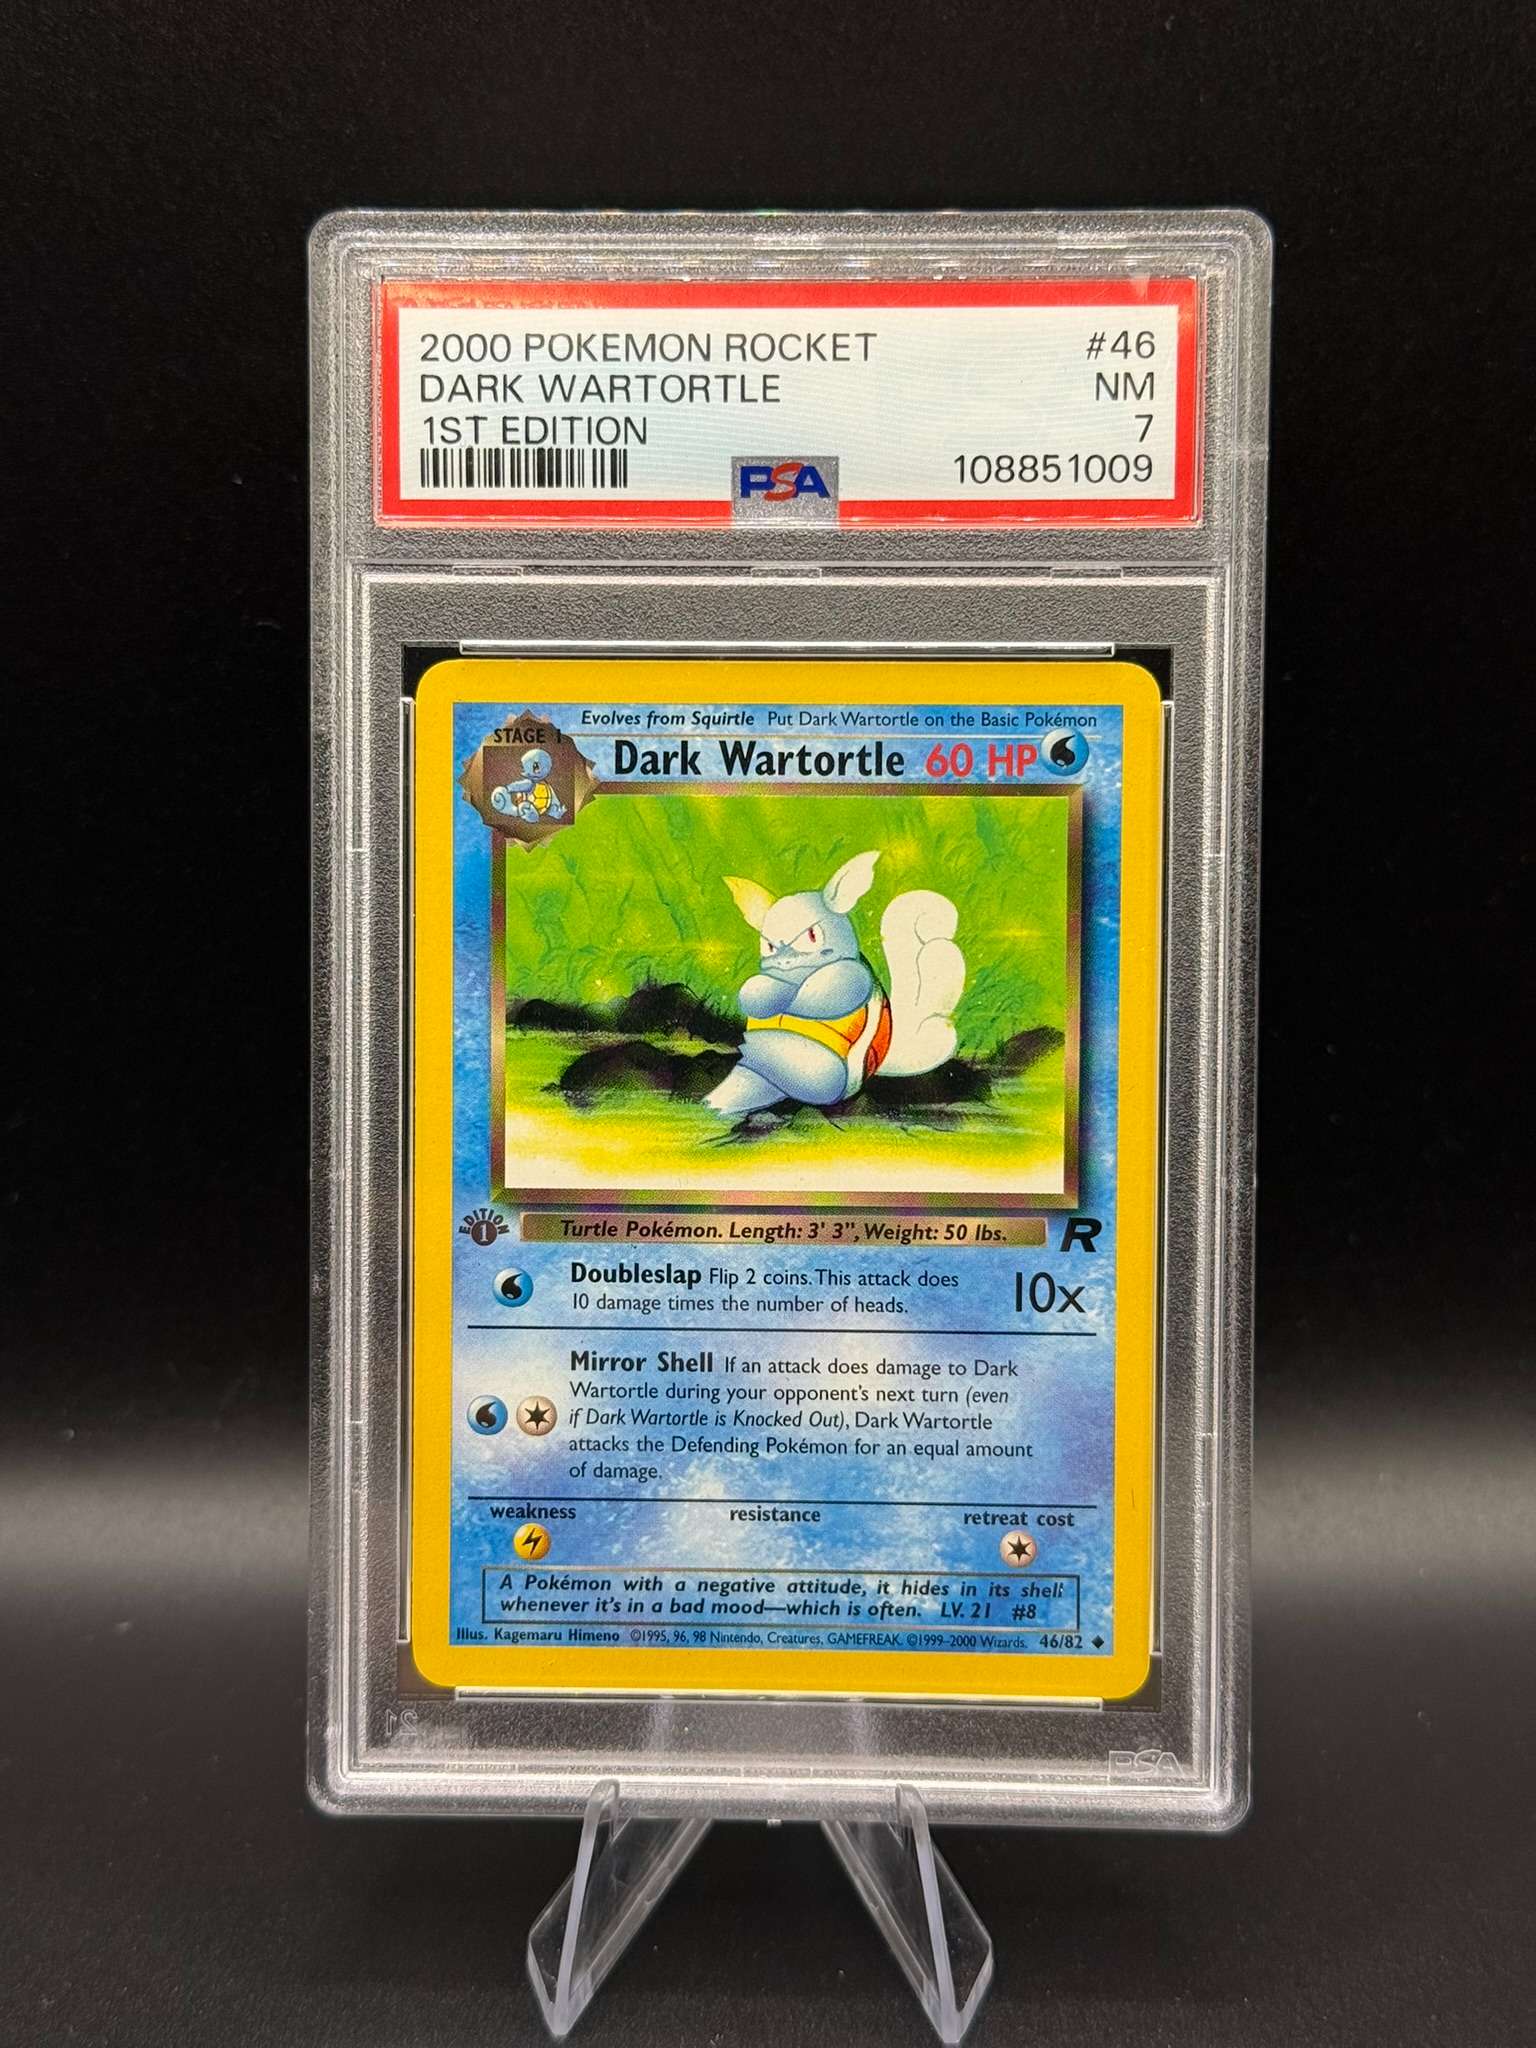 2000 POKEMON ROCKET #46
DARK WARTORTLE NM
1ST EDITION 7
PSA 108851009
Evolves from Squirtle Put Dark Wartortle on the Basic Pokémon
STAGE 1
Dark Wartortle 60 HP
EDITION 1
Turtle Pokémon. Length: 3' 3", Weight: 50 lbs.
R
Doubleslap Flip 2 coins. This attack does
10 damage times the number of heads.
10x
Mirror Shell If an attack does damage to Dark
Wartortle during your opponent's next turn (even
if Dark Wartortle is Knocked Out), Dark Wartortle
attacks the Defending Pokémon for an equal amount
of damage.
weakness resistance retreat cost
A Pokémon with a negative attitude, it hides in its shell
whenever it's in a bad mood—which is often. LV. 21 #8
Illus. Kagemaru Himeno ©1995, 96, 98 Nintendo, Creatures, GAMEFREAK. ©1999–2000 Wizards. 46/82
21
PSA